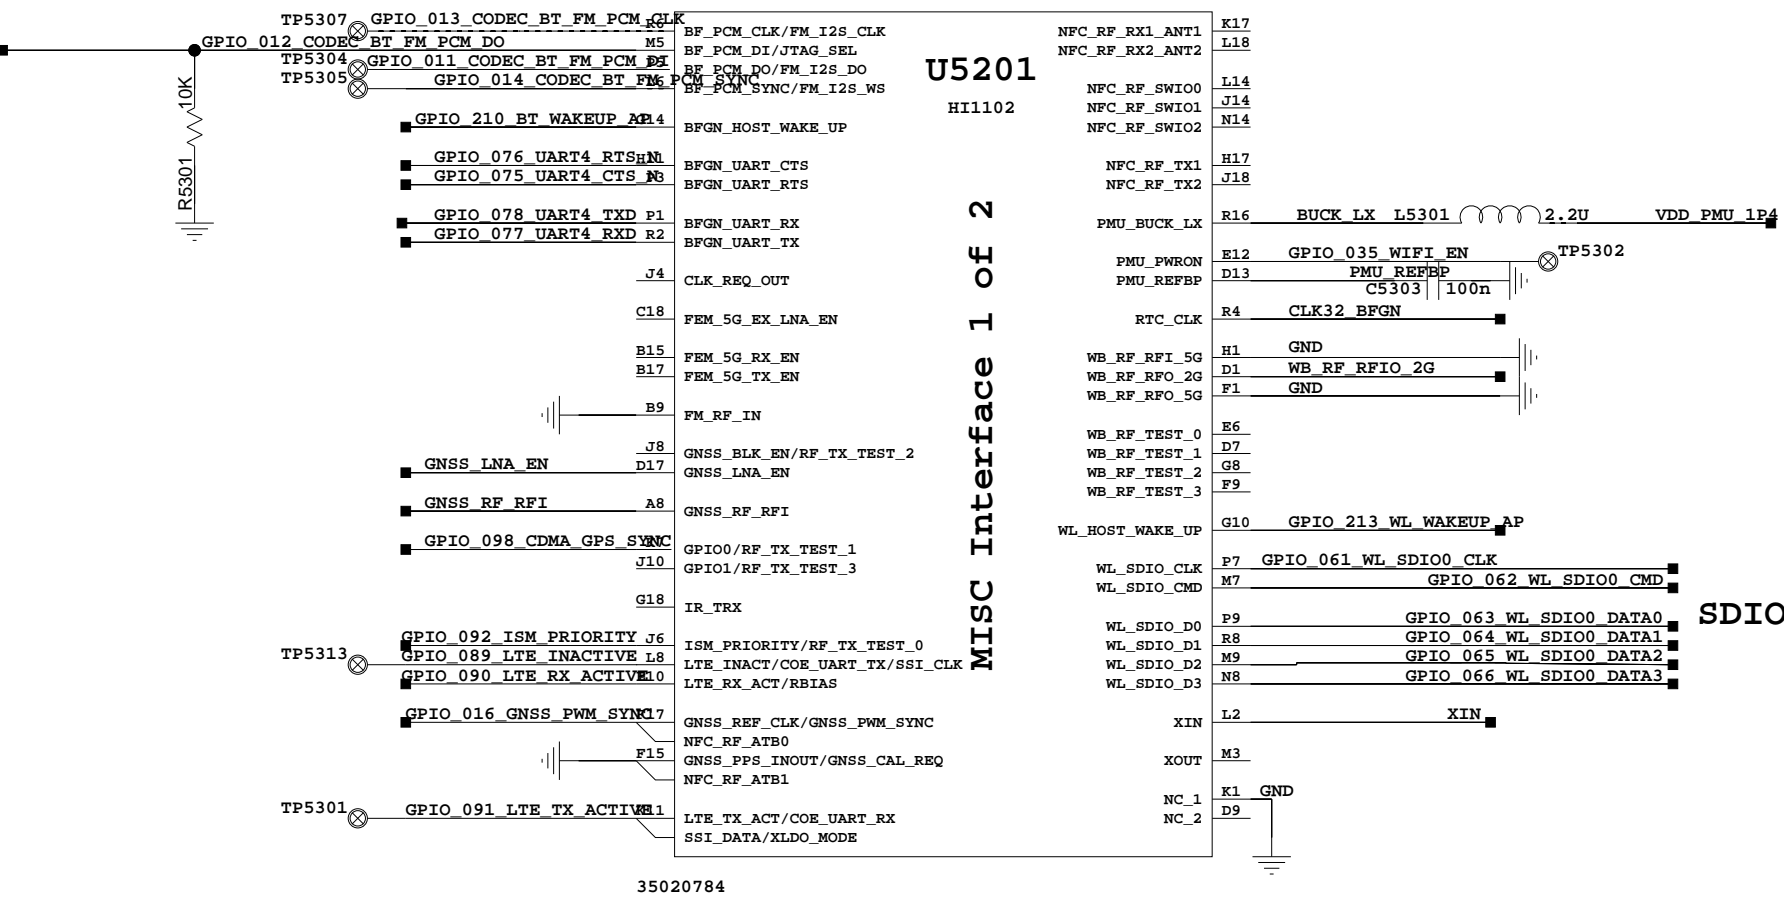 TP5307 GPIO_013_CODEC_BT_FM_PCM_CLK R6 BF_PCM_CLK/FM_I2S_CLK NFC_RF_RX1_ANT1 K17
GPIO_012_CODEC_BT_FM_PCM_DO M5 BF_PCM_DI/JTAG_SEL NFC_RF_RX2_ANT2 L18
TP5304 GPIO_011_CODEC_BT_FM_PCM_DI BF_PCM_DO/FM_I2S_DO U5201
TP5305 GPIO_014_CODEC_BT_FM_PCM_SYNC BF_PCM_SYNC/FM_I2S_WS NFC_RF_SWIO0 L14
10K HI1102 NFC_RF_SWIO1 J14
GPIO_210_BT_WAKEUP_AP BFGN_HOST_WAKE_UP NFC_RF_SWIO2 N14
GPIO_076_UART4_RTS_N H11 BFGN_UART_CTS NFC_RF_TX1 H17
R5301 GPIO_075_UART4_CTS_N BFGN_UART_RTS NFC_RF_TX2 J18
GPIO_078_UART4_TXD P1 BFGN_UART_RX PMU_BUCK_LX R16 BUCK_LX L5301 2.2U VDD_PMU_1P4
GPIO_077_UART4_RXD R2 BFGN_UART_TX
PMU_PWRON E12 GPIO_035_WIFI_EN TP5302
J4 CLK_REQ_OUT PMU_REFBP D13 PMU_REFBP
C5303 100n
C18 FEM_5G_EX_LNA_EN RTC_CLK R4 CLK32_BFGN
B15 FEM_5G_RX_EN WB_RF_RFI_5G H1 GND
B17 FEM_5G_TX_EN WB_RF_RFO_2G D1 WB_RF_RFIO_2G
WB_RF_RFO_5G F1 GND
B9 FM_RF_IN
WB_RF_TEST_0 E6
J8 GNSS_BLK_EN/RF_TX_TEST_2 WB_RF_TEST_1 D7
GNSS_LNA_EN D17 GNSS_LNA_EN WB_RF_TEST_2 G8
WB_RF_TEST_3 F9
GNSS_RF_RFI A8 GNSS_RF_RFI
WL_HOST_WAKE_UP G10 GPIO_213_WL_WAKEUP_AP
GPIO_098_CDMA_GPS_SYNC GPIO0/RF_TX_TEST_1
J10 GPIO1/RF_TX_TEST_3 WL_SDIO_CLK P7 GPIO_061_WL_SDIO0_CLK
WL_SDIO_CMD M7 GPIO_062_WL_SDIO0_CMD
G18 IR_TRX
MISC Interface 1 of 2
SDIO
WL_SDIO_D0 P9 GPIO_063_WL_SDIO0_DATA0
GPIO_092_ISM_PRIORITY J6 ISM_PRIORITY/RF_TX_TEST_0 WL_SDIO_D1 R8 GPIO_064_WL_SDIO0_DATA1
TP5313 GPIO_089_LTE_INACTIVE L8 LTE_INACT/COE_UART_TX/SSI_CLK WL_SDIO_D2 M9 GPIO_065_WL_SDIO0_DATA2
GPIO_090_LTE_RX_ACTIVE LTE_RX_ACT/RBIAS WL_SDIO_D3 N8 GPIO_066_WL_SDIO0_DATA3
GPIO_016_GNSS_PWM_SYNC GNSS_REF_CLK/GNSS_PWM_SYNC XIN L2 XIN
NFC_RF_ATB0
F15 GNSS_PPS_INOUT/GNSS_CAL_REQ XOUT M3
NFC_RF_ATB1
NC_1 K1 GND
TP5301 GPIO_091_LTE_TX_ACTIVE LTE_TX_ACT/COE_UART_RX NC_2 D9
SSI_DATA/XLDO_MODE
35020784